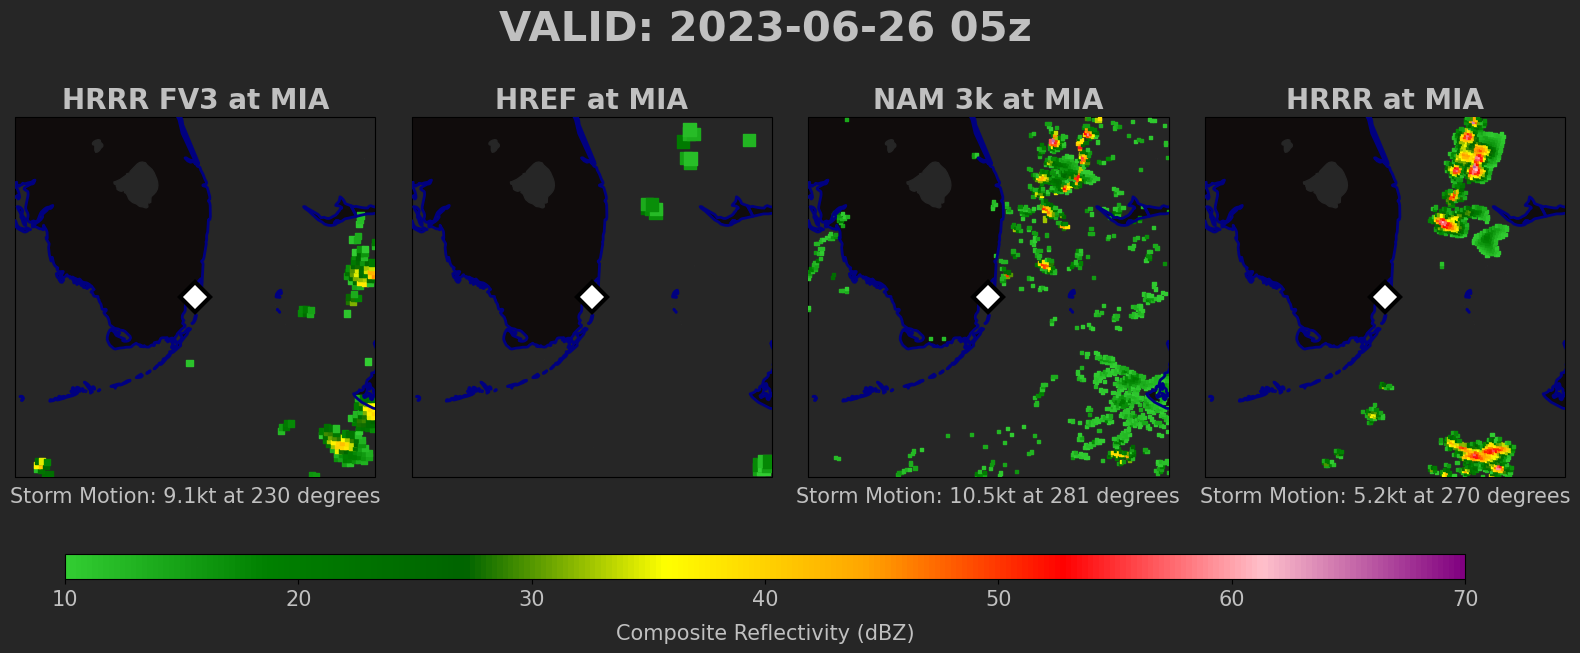 VALID: 2023-06-26 05z
HRRR FV3 at MIA
HREF at MIA
NAM 3k at MIA
HRRR at MIA
Storm Motion: 9.1kt at 230 degrees
Storm Motion: 10.5kt at 281 degrees
Storm Motion: 5.2kt at 270 degrees
10 20 30 40 50 60 70
Composite Reflectivity (dBZ)